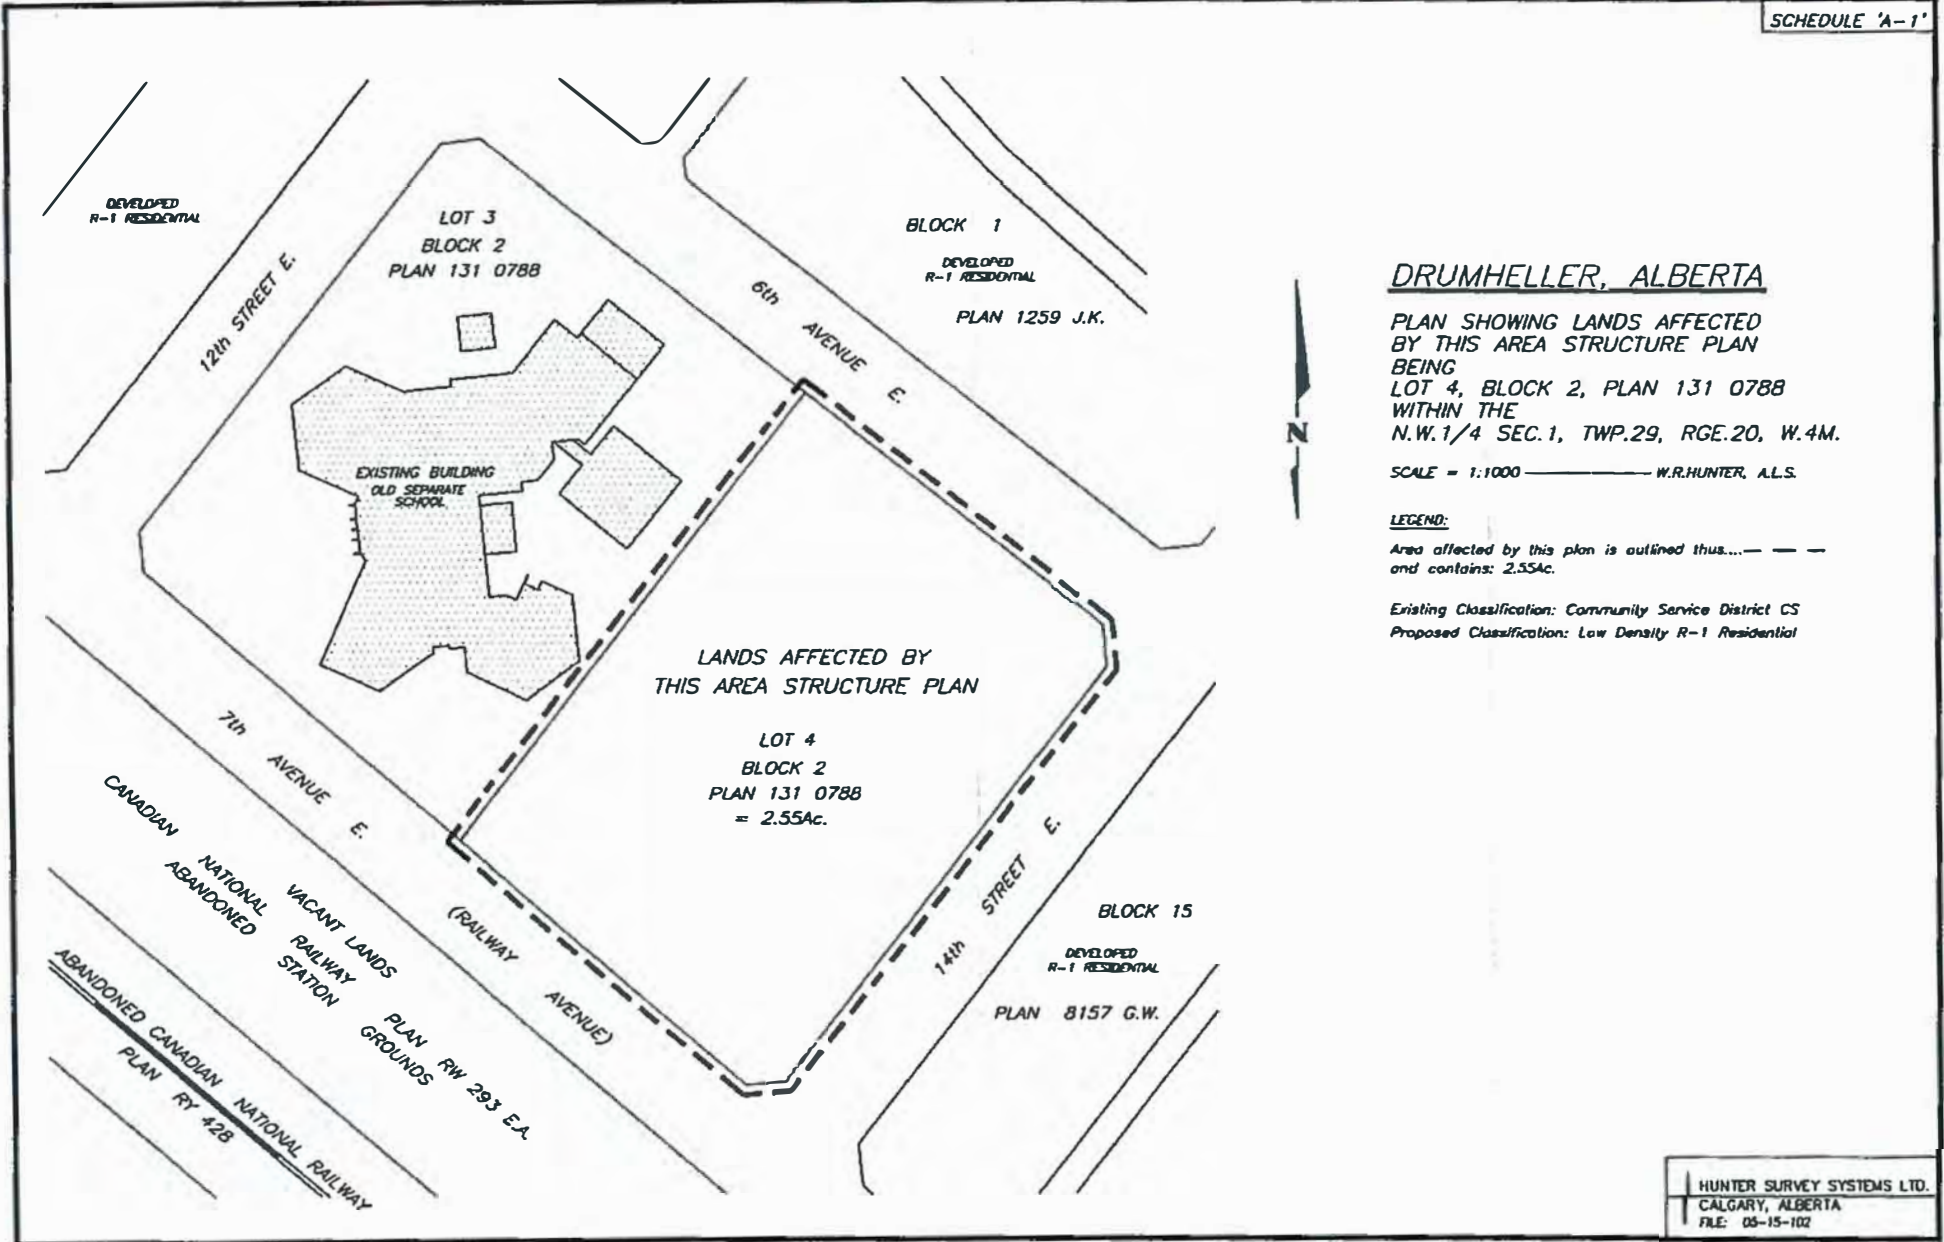 SCHEDULE 'A-1'
DEVELOPED
R-1 RESIDENTIAL
12th STREET E.
LOT 3
BLOCK 2
PLAN 131 0788
6th AVENUE E.
BLOCK 1
DEVELOPED
R-1 RESIDENTIAL
PLAN 1259 J.K.
EXISTING BUILDING
OLD SEPARATE
SCHOOL
LANDS AFFECTED BY
THIS AREA STRUCTURE PLAN
LOT 4
BLOCK 2
PLAN 131 0788
= 2.55Ac.
7th AVENUE E. (RAILWAY AVENUE)
14th STREET E.
BLOCK 15
DEVELOPED
R-1 RESIDENTIAL
PLAN 8157 G.W.
VACANT LANDS
CANADIAN NATIONAL RAILWAY PLAN RW 293 E.A.
ABANDONED STATION GROUNDS
ABANDONED CANADIAN NATIONAL RAILWAY
PLAN RY 428
N
DRUMHELLER, ALBERTA
PLAN SHOWING LANDS AFFECTED
BY THIS AREA STRUCTURE PLAN
BEING
LOT 4, BLOCK 2, PLAN 131 0788
WITHIN THE
N.W.1/4 SEC.1, TWP.29, RGE.20, W.4M.
SCALE = 1:1000 W.R.HUNTER, A.L.S.
LEGEND:
Area affected by this plan is outlined thus....
and contains: 2.55Ac.
Existing Classification: Community Service District CS
Proposed Classification: Low Density R-1 Residential
HUNTER SURVEY SYSTEMS LTD.
CALGARY, ALBERTA
FILE: 05-15-102